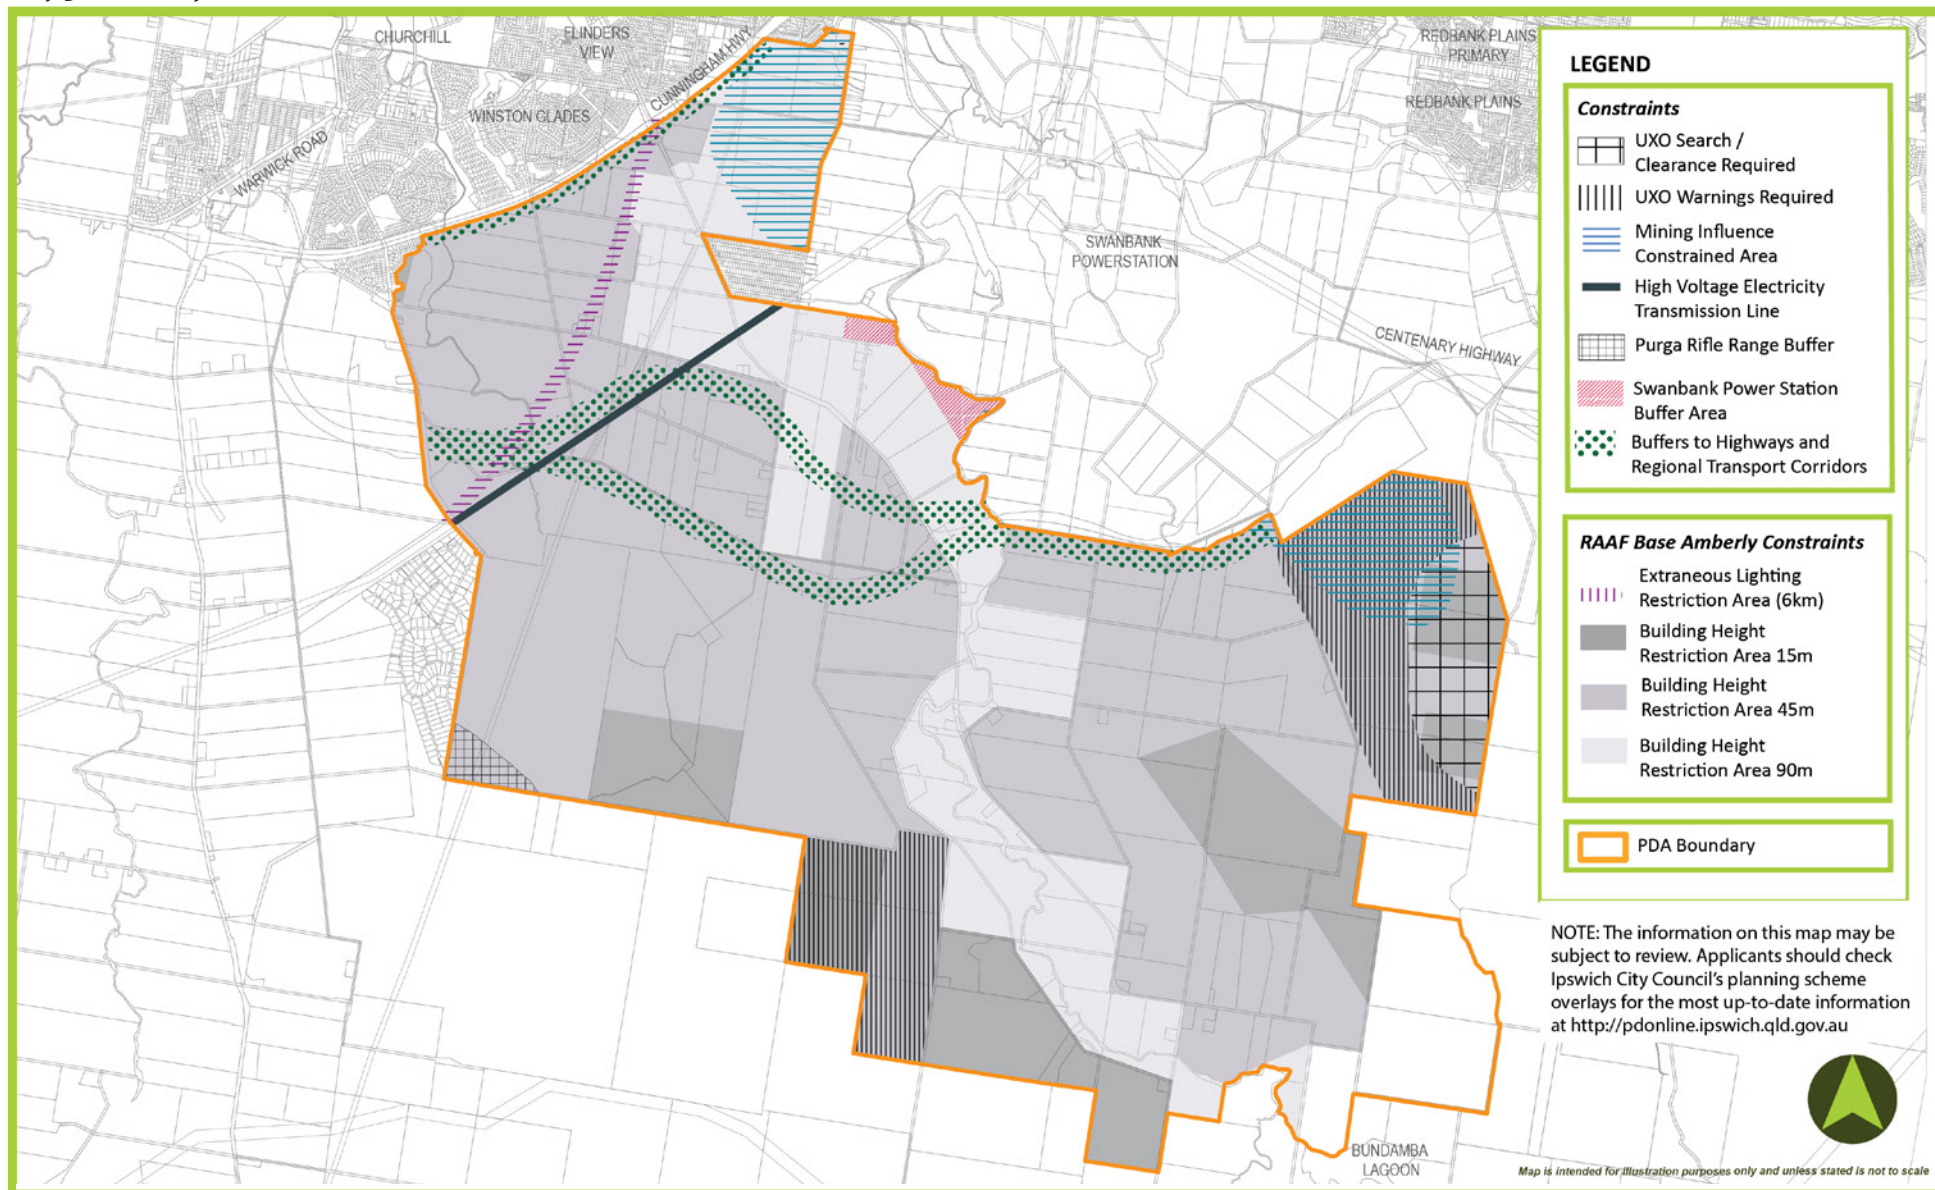 CHURCHILL
FLINDERS
VIEW
CUNNINGHAM HWY
WINSTON GLADES
WARWICK ROAD
REDBANK PLAINS
PRIMARY
REDBANK PLAINS
SWANBANK
POWERSTATION
CENTENARY HIGHWAY
BUNDAMBA
LAGOON
LEGEND
Constraints
UXO Search /
Clearance Required
UXO Warnings Required
Mining Influence
Constrained Area
High Voltage Electricity
Transmission Line
Purga Rifle Range Buffer
Swanbank Power Station
Buffer Area
Buffers to Highways and
Regional Transport Corridors
RAAF Base Amberly Constraints
Extraneous Lighting
Restriction Area (6km)
Building Height
Restriction Area 15m
Building Height
Restriction Area 45m
Building Height
Restriction Area 90m
PDA Boundary
NOTE: The information on this map may be
subject to review. Applicants should check
Ipswich City Council's planning scheme
overlays for the most up-to-date information
at http://pdonline.ipswich.qld.gov.au
Map is intended for illustration purposes only and unless stated is not to scale